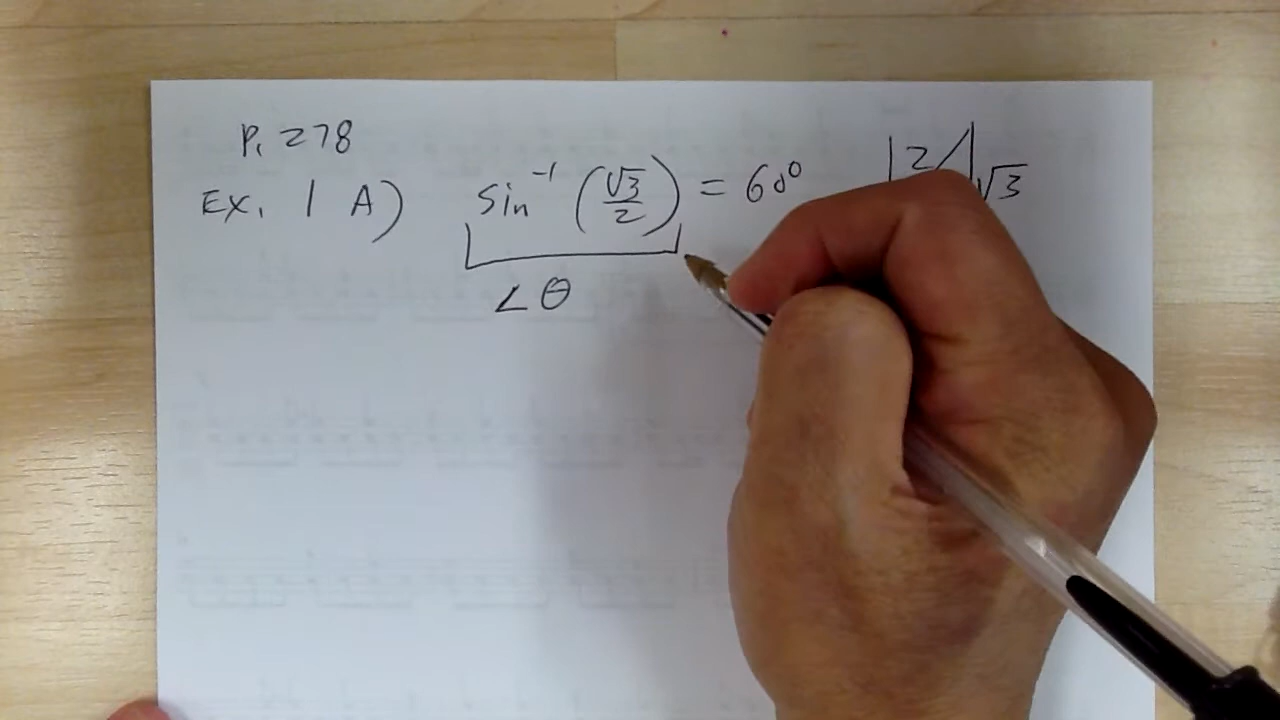 P. 278
Ex. 1 A) sin⁻¹ (√3/2) = 60° 2 √3
∠θ